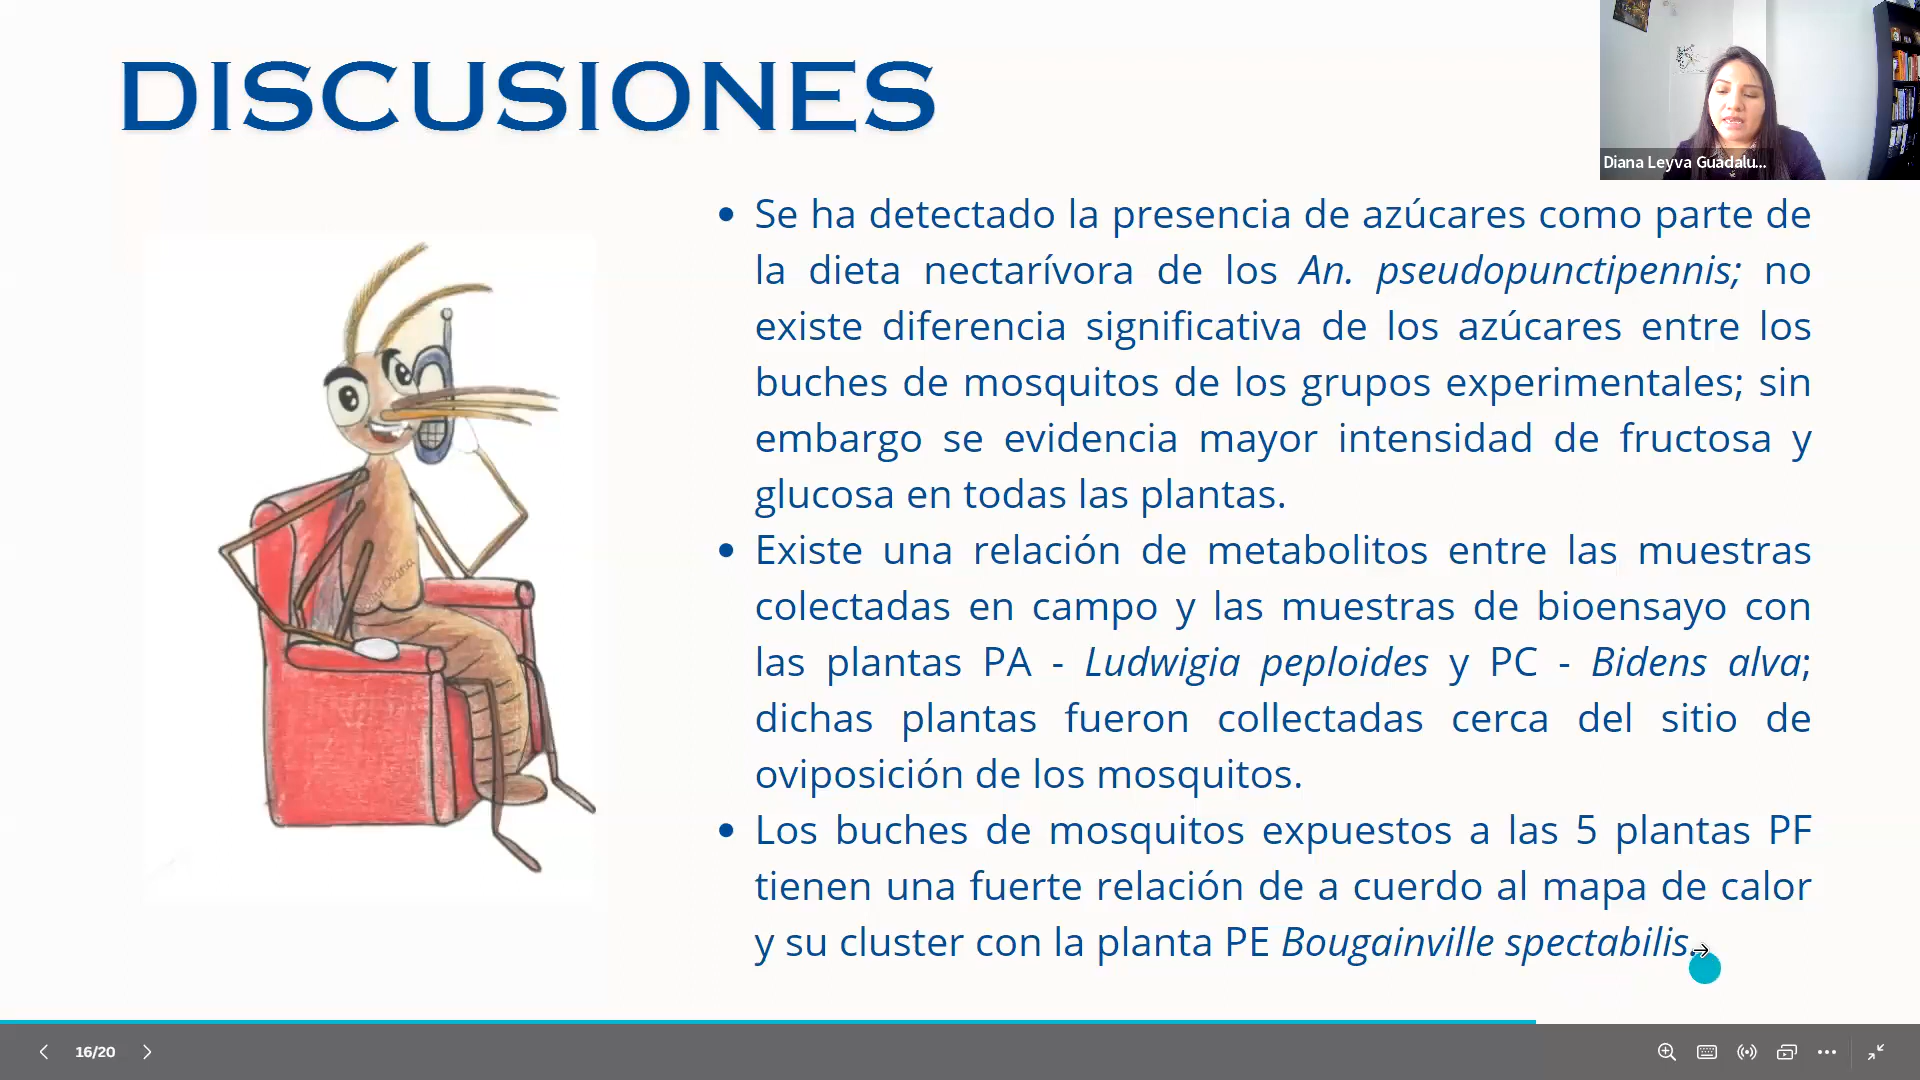 DISCUSIONES
Diana Leyva Guadalu...
• Se ha detectado la presencia de azúcares como parte de
la dieta nectarívora de los An. pseudopunctipennis; no
existe diferencia significativa de los azúcares entre los
buches de mosquitos de los grupos experimentales; sin
embargo se evidencia mayor intensidad de fructosa y
glucosa en todas las plantas.
• Existe una relación de metabolitos entre las muestras
colectadas en campo y las muestras de bioensayo con
las plantas PA - Ludwigia peploides y PC - Bidens alva;
dichas plantas fueron collectadas cerca del sitio de
oviposición de los mosquitos.
• Los buches de mosquitos expuestos a las 5 plantas PF
tienen una fuerte relación de a cuerdo al mapa de calor
y su cluster con la planta PE Bougainville spectabilis.
16/20